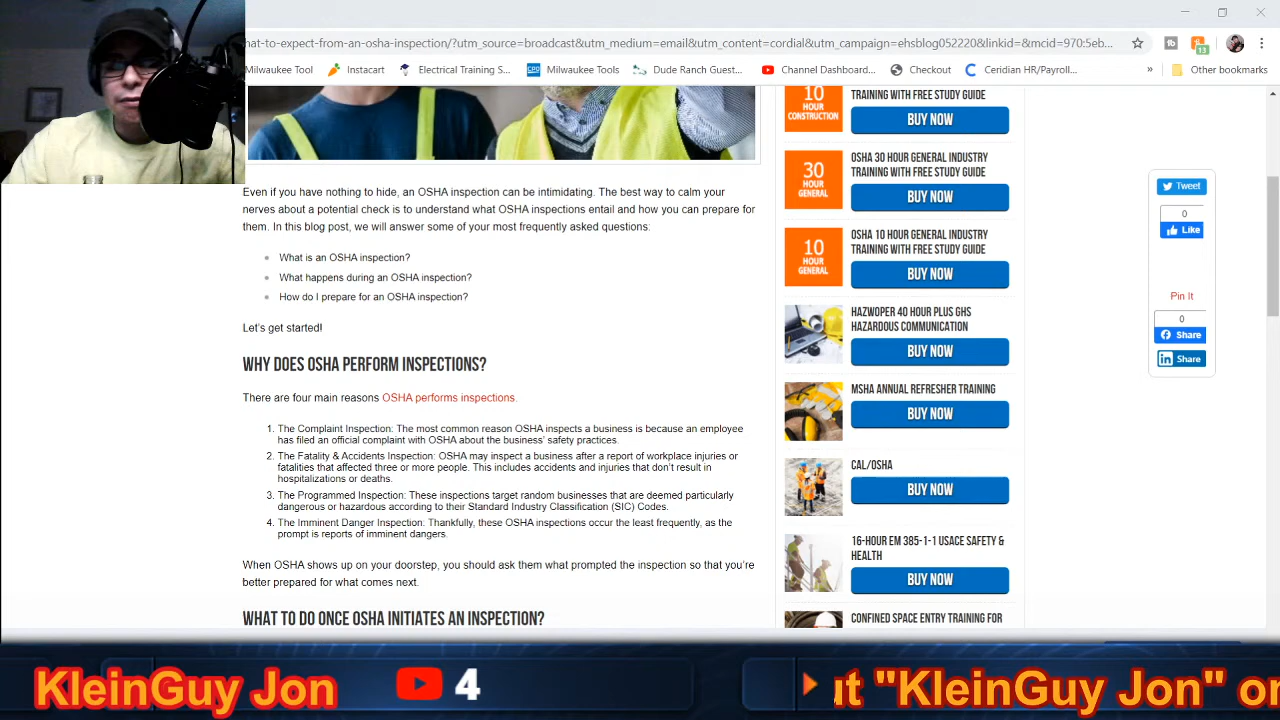 hat-to-expect-from-an-osha-inspection/?utm_source=broadcast&utm_medium=email&utm_content=cordial&utm_campaign=ehsblog052220&linkid=&mcid=970:5eb...
13
Milwaukee Tool
Instacart
Electrical Training S...
CPO
Milwaukee Tools
Dude Ranch Guest...
Channel Dashboard...
Checkout
Ceridian HR/Payroll...
»
Other bookmarks
10
HOUR
CONSTRUCTION
TRAINING WITH FREE STUDY GUIDE
BUY NOW
30
HOUR
GENERAL
OSHA 30 HOUR GENERAL INDUSTRY
TRAINING WITH FREE STUDY GUIDE
BUY NOW
10
HOUR
GENERAL
OSHA 10 HOUR GENERAL INDUSTRY
TRAINING WITH FREE STUDY GUIDE
BUY NOW
HAZWOPER 40 HOUR PLUS GHS
HAZARDOUS COMMUNICATION
BUY NOW
MSHA ANNUAL REFRESHER TRAINING
BUY NOW
CAL/OSHA
BUY NOW
16-HOUR EM 385-1-1 USACE SAFETY &
HEALTH
BUY NOW
CONFINED SPACE ENTRY TRAINING FOR
Tweet
0
Like
Pin It
0
Share
Share
Even if you have nothing to hide, an OSHA inspection can be intimidating. The best way to calm your
nerves about a potential check is to understand what OSHA inspections entail and how you can prepare for
them. In this blog post, we will answer some of your most frequently asked questions:
What is an OSHA inspection?
What happens during an OSHA inspection?
How do I prepare for an OSHA inspection?
Let's get started!
WHY DOES OSHA PERFORM INSPECTIONS?
There are four main reasons OSHA performs inspections.
1. The Complaint Inspection: The most common reason OSHA inspects a business is because an employee
has filed an official complaint with OSHA about the business' safety practices.
2. The Fatality & Accidents Inspection: OSHA may inspect a business after a report of workplace injuries or
fatalities that affected three or more people. This includes accidents and injuries that don't result in
hospitalizations or deaths.
3. The Programmed Inspection: These inspections target random businesses that are deemed particularly
dangerous or hazardous according to their Standard Industry Classification (SIC) Codes.
4. The Imminent Danger Inspection: Thankfully, these OSHA inspections occur the least frequently, as the
prompt is reports of imminent dangers.
When OSHA shows up on your doorstep, you should ask them what prompted the inspection so that you're
better prepared for what comes next.
WHAT TO DO ONCE OSHA INITIATES AN INSPECTION?
KleinGuy Jon
4
ut "KleinGuy Jon" or